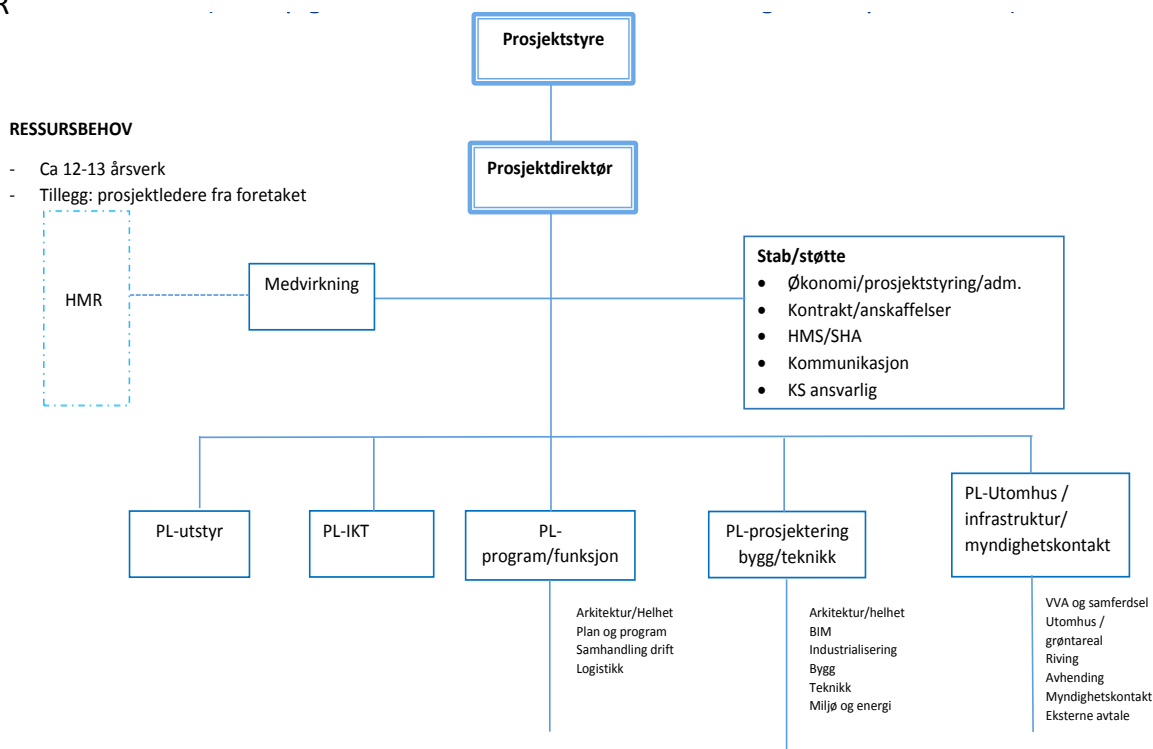 R
Prosjektstyre
RESSURSBEHOV
- Ca 12-13 årsverk
- Tillegg: prosjektledere fra foretaket
Prosjektdirektør
HMR
Medvirkning
Stab/støtte
• Økonomi/prosjektstyring/adm.
• Kontrakt/anskaffelser
• HMS/SHA
• Kommunikasjon
• KS ansvarlig
PL-utstyr
PL-IKT
PL-
program/funksjon
PL-prosjektering
bygg/teknikk
PL-Utomhus /
infrastruktur/
myndighetskontakt
Arkitektur/Helhet
Plan og program
Samhandling drift
Logistikk
Arkitektur/helhet
BIM
Industrialisering
Bygg
Teknikk
Miljø og energi
VVA og samferdsel
Utomhus /
grøntareal
Riving
Avhending
Myndighetskontakt
Eksterne avtale